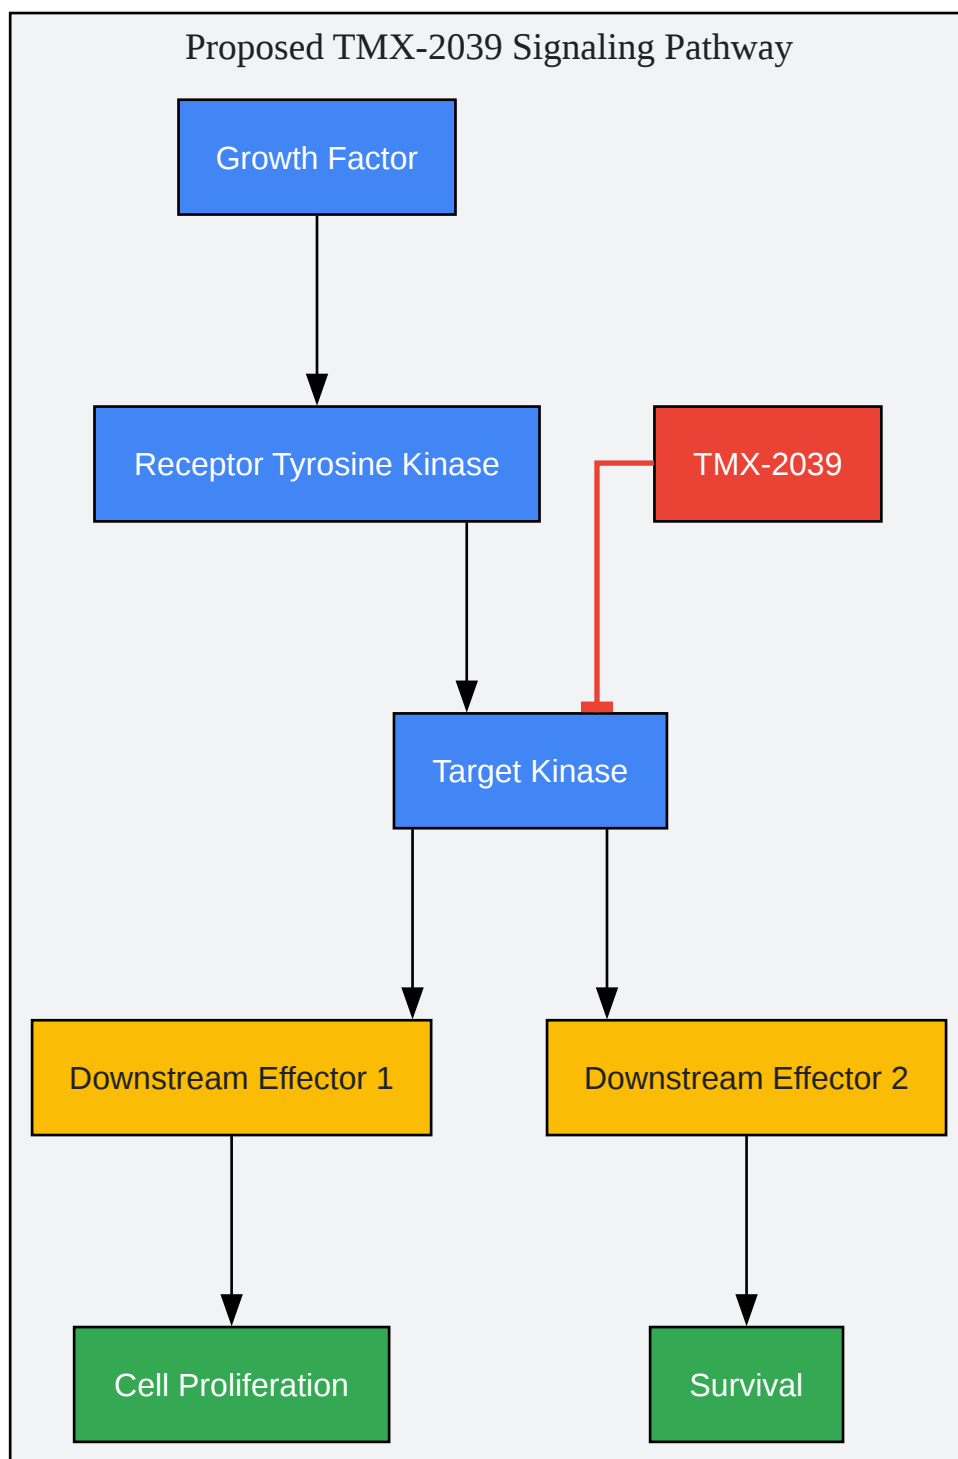 Proposed TMX-2039 Signaling Pathway
Growth Factor
Receptor Tyrosine Kinase
TMX-2039
Target Kinase
Downstream Effector 1
Downstream Effector 2
Cell Proliferation
Survival